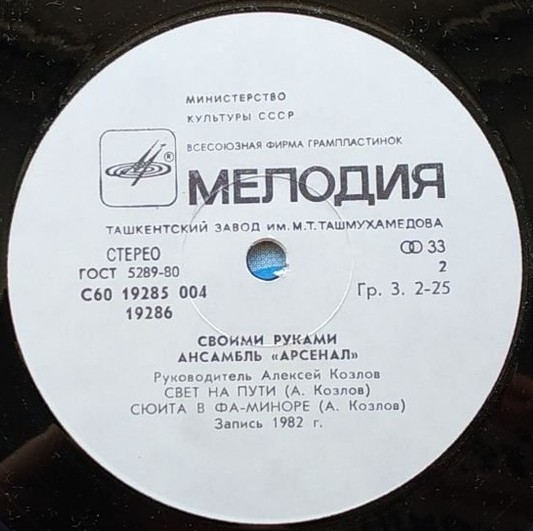 МИНИСТЕРСТВО
КУЛЬТУРЫ СССР
ВСЕСОЮЗНАЯ ФИРМА ГРАМПЛАСТИНОК
®
МЕЛОДИЯ
ТАШКЕНТСКИЙ ЗАВОД ИМ. М.Т. ТАШМУХАМЕДОВА
СТЕРЕО 33
ГОСТ 5289-80 2
С60 19285 004 Гр. 3. 2-25
19286
СВОИМИ РУКАМИ
АНСАМБЛЬ «АРСЕНАЛ»
Руководитель Алексей Козлов
СВЕТ НА ПУТИ (А. Козлов)
СЮИТА В ФА-МИНОРЕ (А. Козлов)
Запись 1982 г.